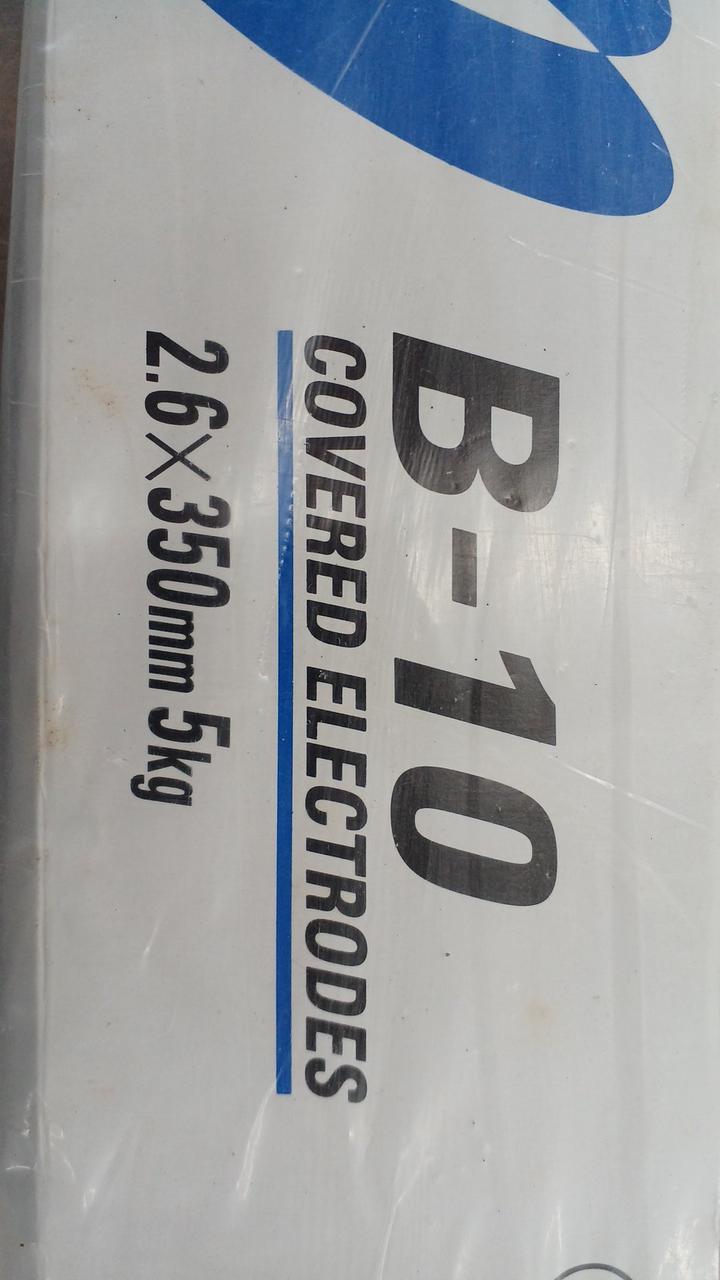 B-10
COVERED ELECTRODES
2.6×350mm 5kg